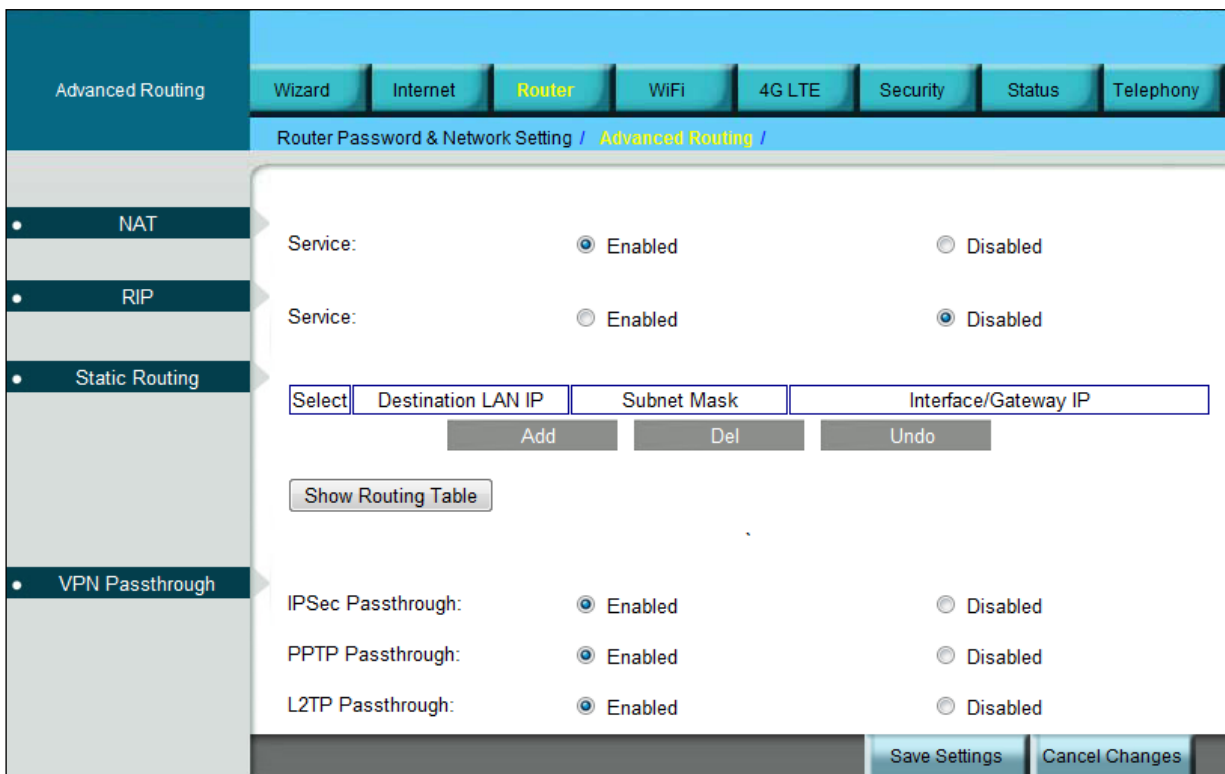 Advanced Routing
Wizard Internet Router WiFi 4G LTE Security Status Telephony
Router Password & Network Setting / Advanced Routing /
NAT
Service: Enabled Disabled
RIP
Service: Enabled Disabled
Static Routing
Select Destination LAN IP Subnet Mask Interface/Gateway IP
Add Del Undo
Show Routing Table
`
VPN Passthrough
IPSec Passthrough: Enabled Disabled
PPTP Passthrough: Enabled Disabled
L2TP Passthrough: Enabled Disabled
Save Settings Cancel Changes